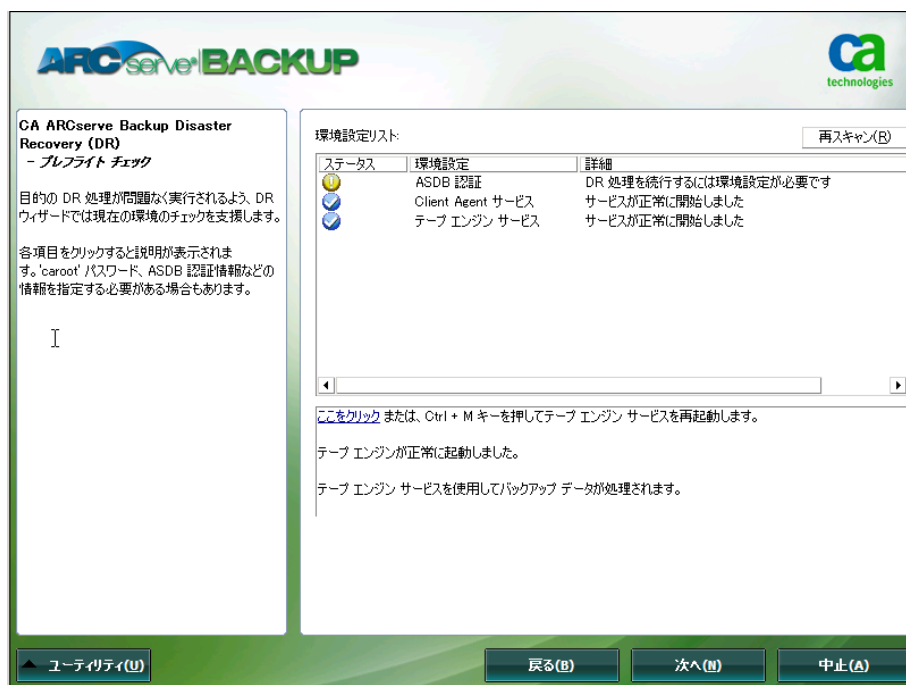 ARCserve® BACKUP
ca
technologies
CA ARCserve Backup Disaster
Recovery (DR)
- プレフライト チェック
目的の DR 処理が問題なく実行されるよう、DR
ウィザードでは現在の環境のチェックを支援します。
各項目をクリックすると説明が表示されま
す。'caroot' パスワード、ASDB 認証情報などの
情報を指定する必要がある場合もあります。
環境設定リスト:
再スキャン(R)
ステータス 環境設定 詳細
ASDB 認証 DR 処理を続行するには環境設定が必要です
Client Agent サービス サービスが正常に開始しました
テープ エンジン サービス サービスが正常に開始しました
ここをクリック または、Ctrl + M キーを押してテープ エンジン サービスを再起動します。
テープ エンジンが正常に起動しました。
テープ エンジン サービスを使用してバックアップ データが処理されます。
ユーティリティ(U)
戻る(B)
次へ(N)
中止(A)